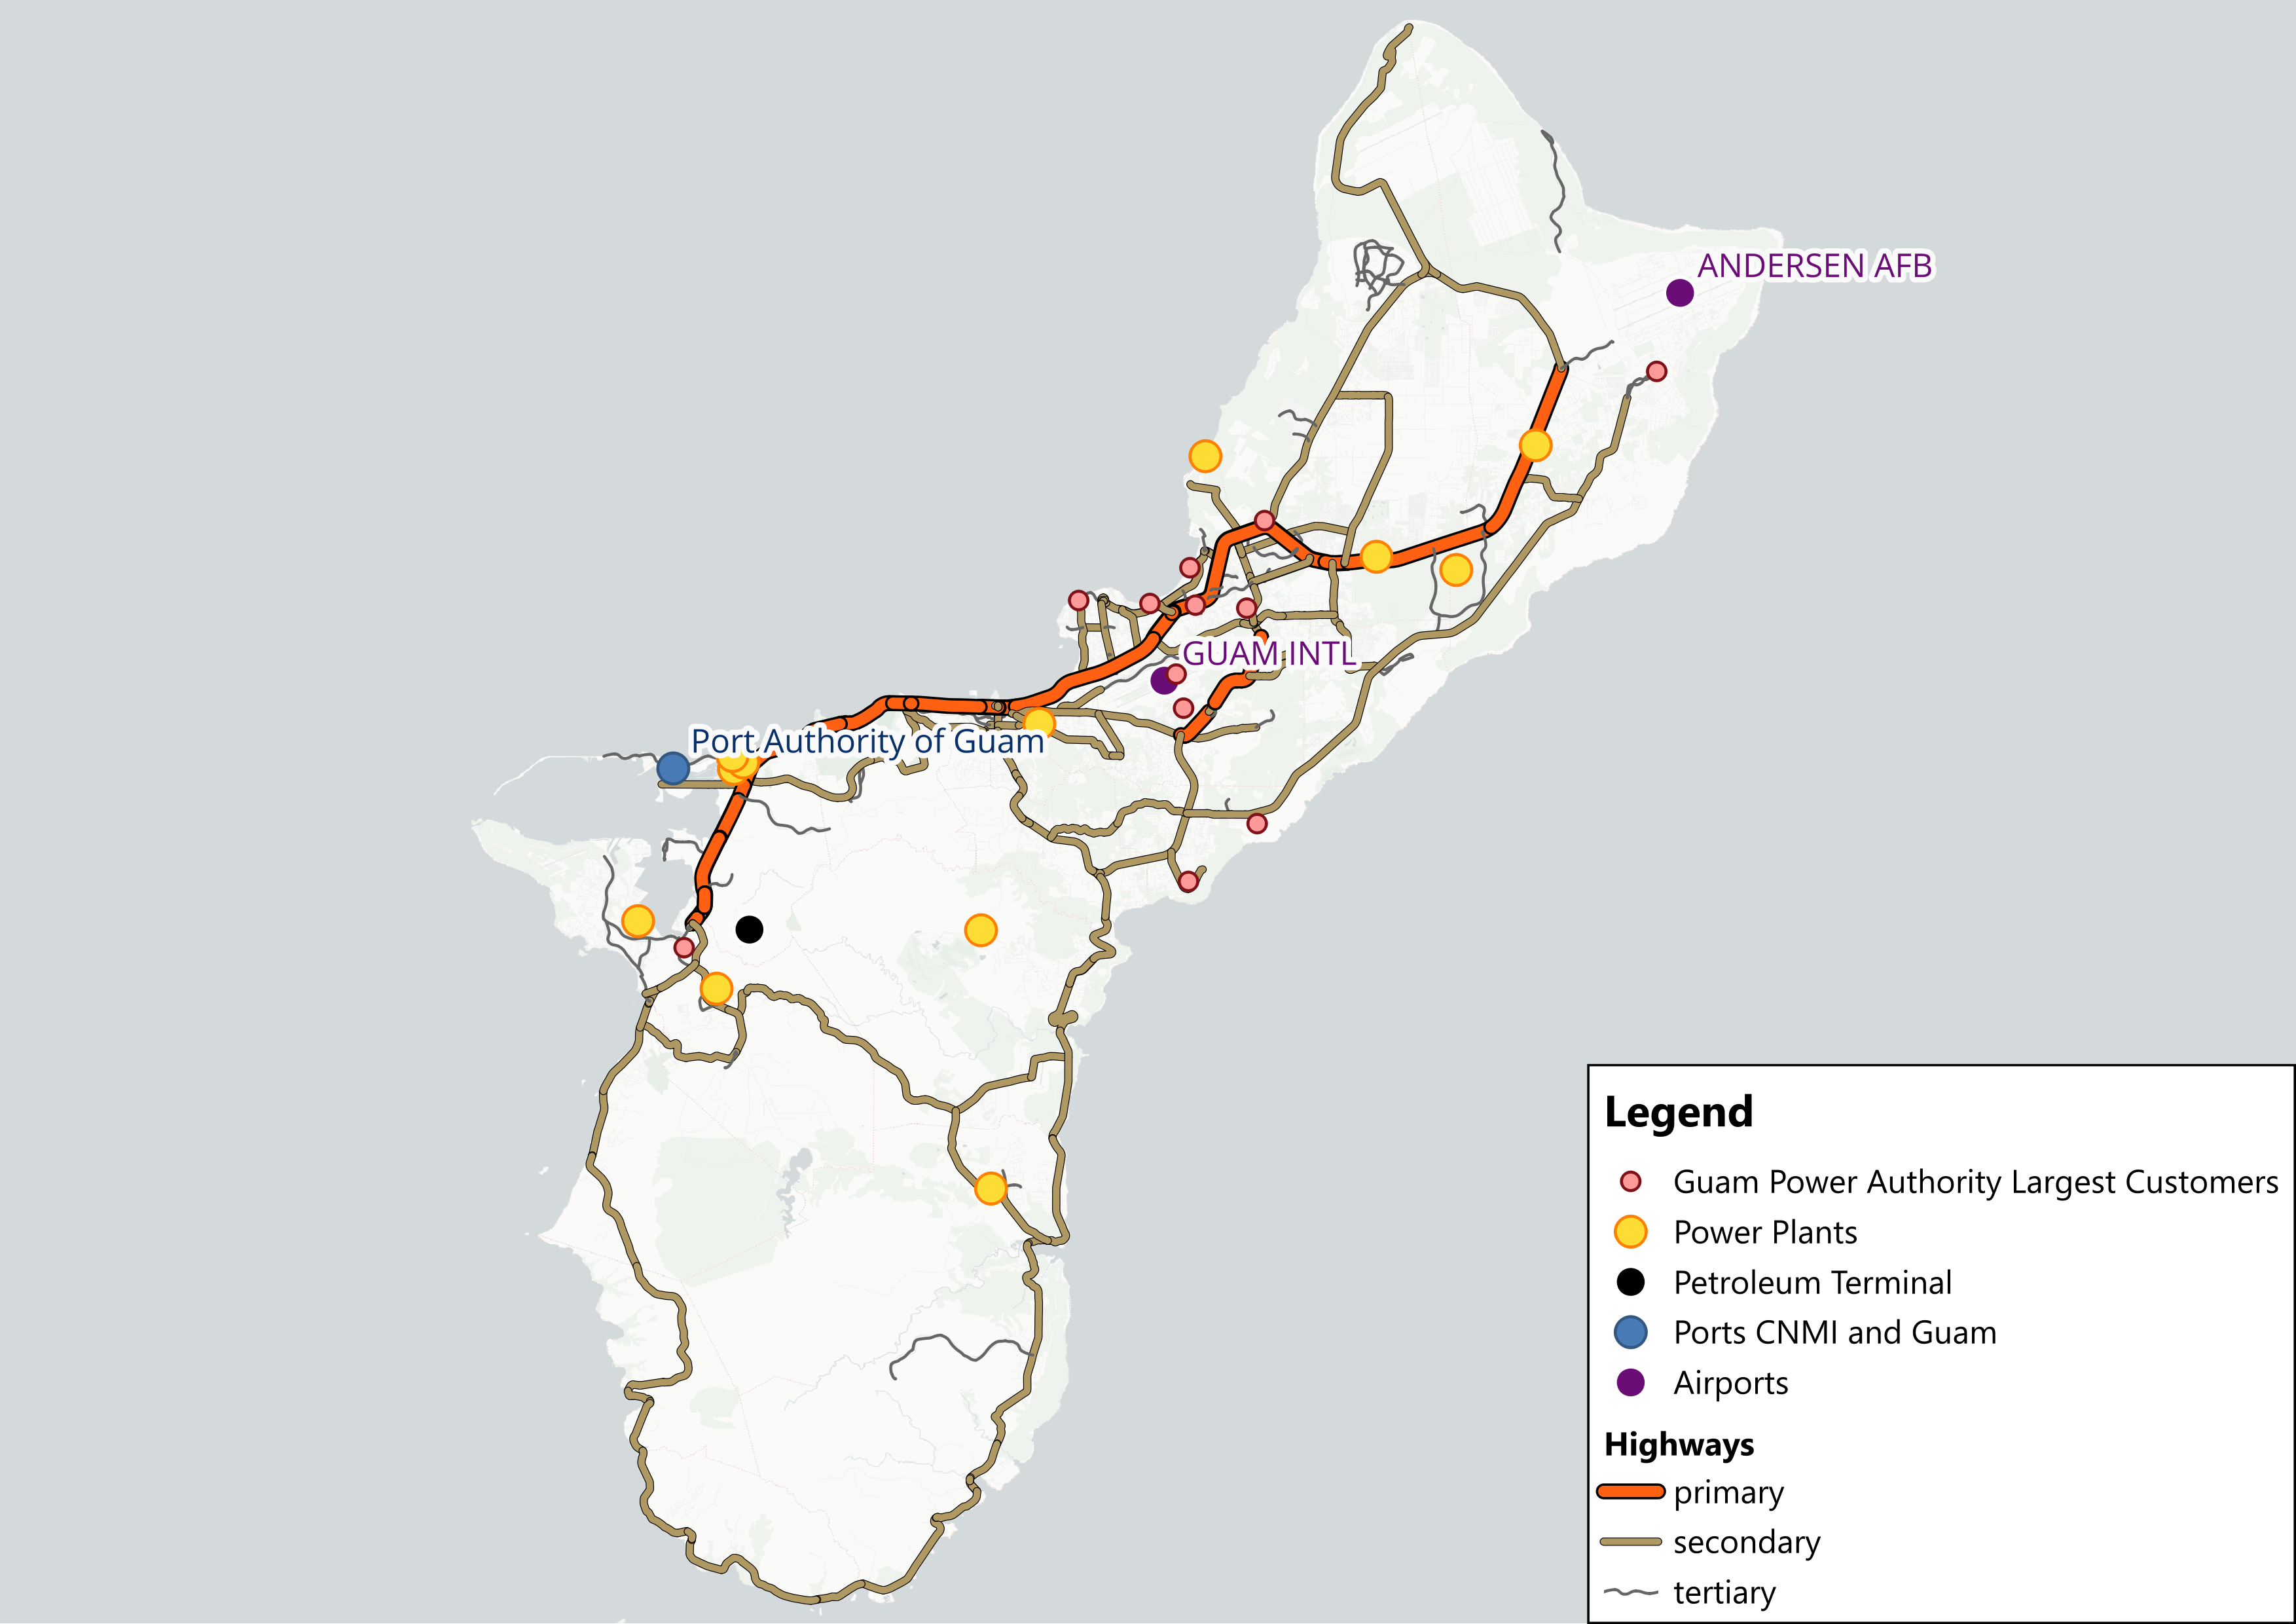 ANDERSEN AFB
GUAM INTL
Port Authority of Guam
Legend
Guam Power Authority Largest Customers
Power Plants
Petroleum Terminal
Ports CNMI and Guam
Airports
Highways
primary
secondary
tertiary